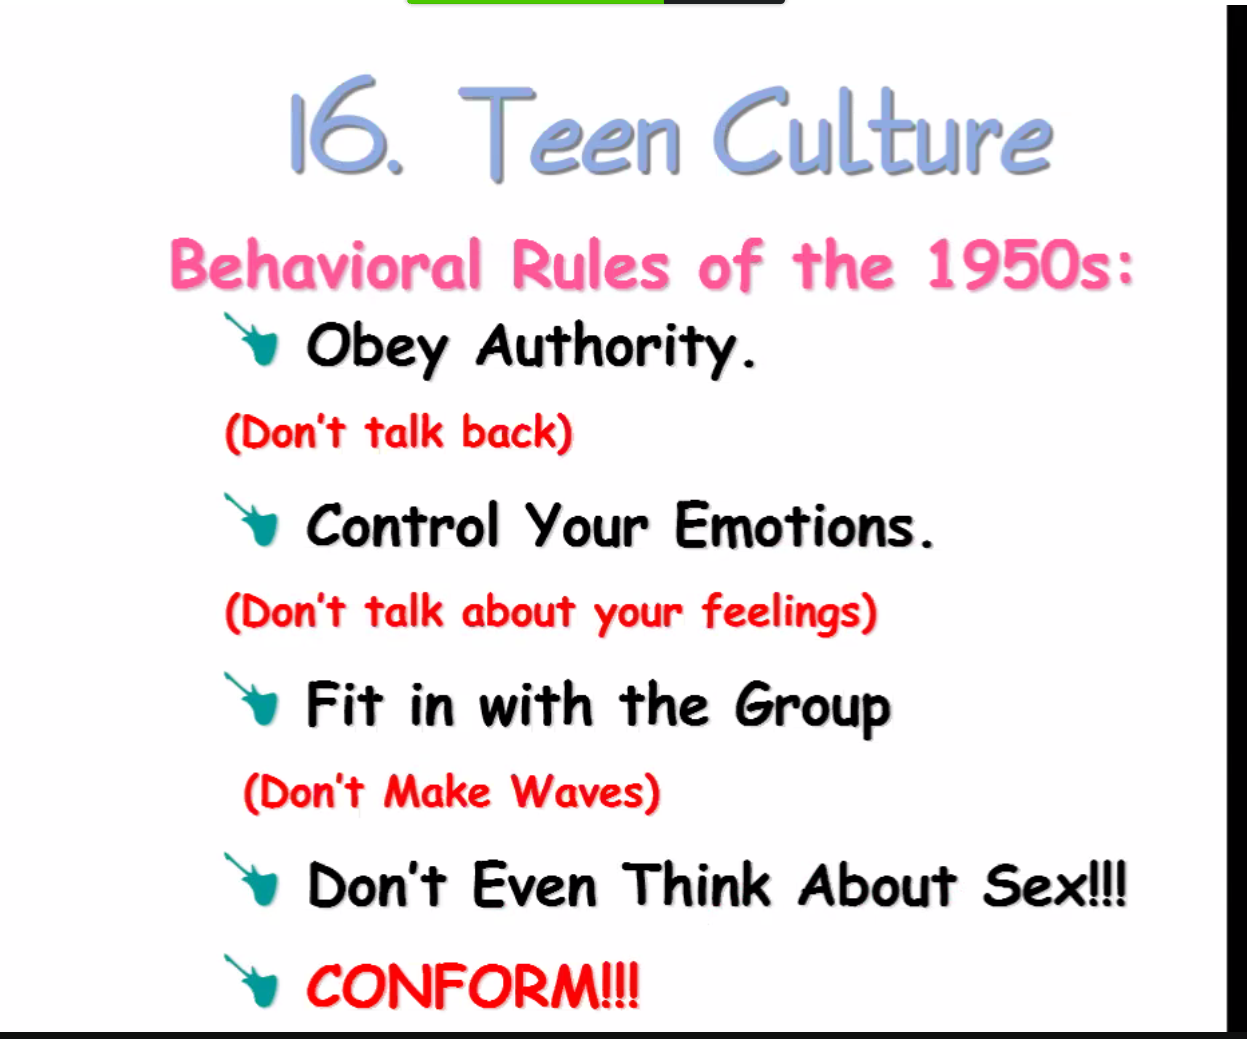 16. Teen Culture
Behavioral Rules of the 1950s:
Obey Authority.
(Don't talk back)
Control Your Emotions.
(Don't talk about your feelings)
Fit in with the Group
(Don't Make Waves)
Don't Even Think About Sex!!!
CONFORM!!!